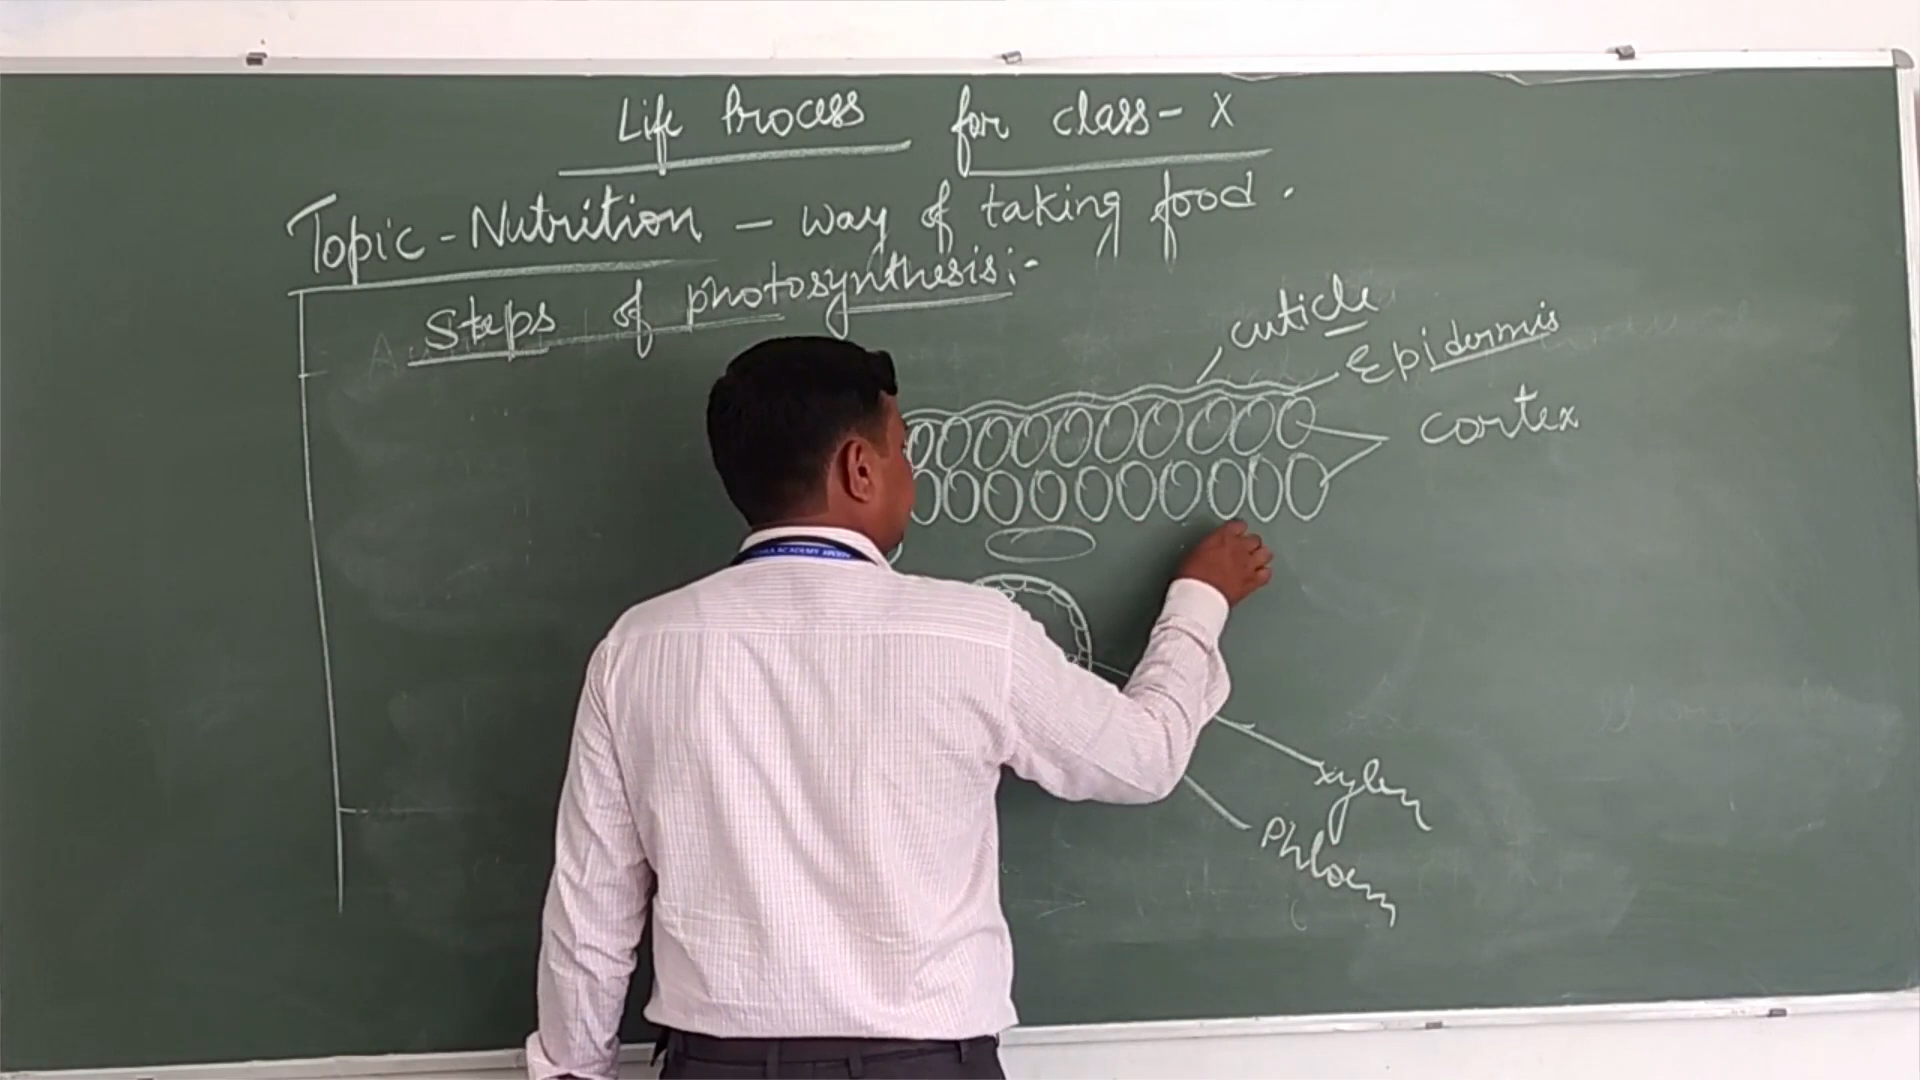 Life Process for class - X
Topic - Nutrition - way of taking food.
Steps of photosynthesis:-
cuticle
Epidermis
cortex
xylem
Phloem